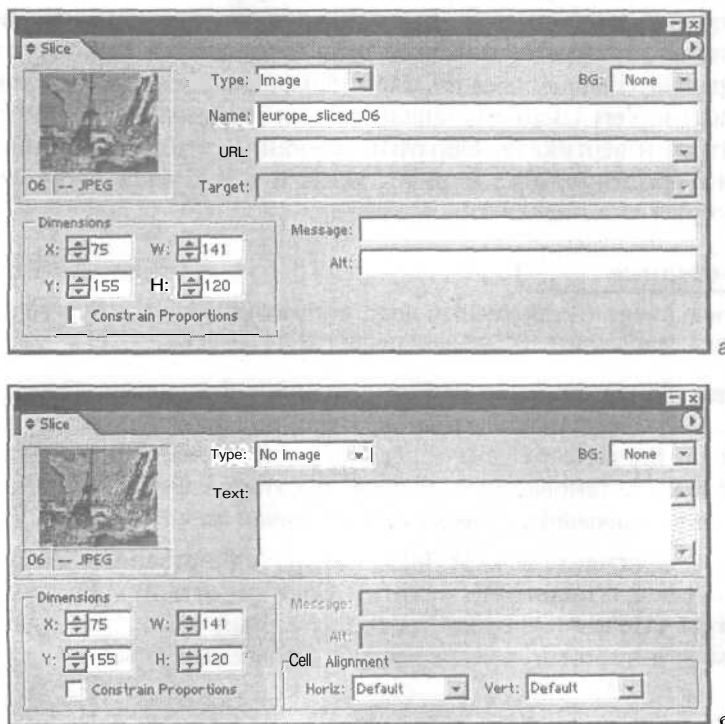 Slice
Type: Image BG: None
Name: europe_sliced_06
URL:
06 -- JPEG Target:
Dimensions Message:
X: 75 W: 141
Alt:
Y: 155 H: 120
Constrain Proportions
a
Slice
Type: No Image BG: None
Text:
06 -- JPEG
Dimensions Message:
X: 75 W: 141
Alt:
Y: 155 H: 120 Cell Alignment
Constrain Proportions Horiz: Default Vert: Default